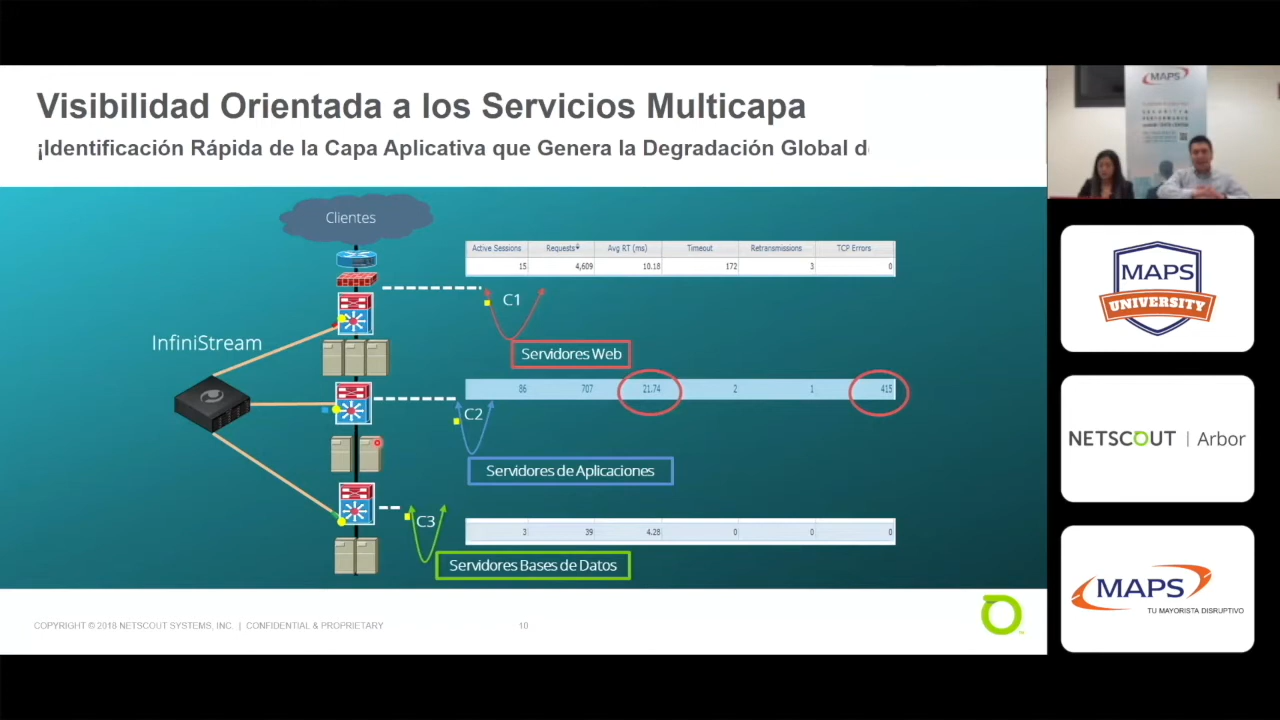 Visibilidad Orientada a los Servicios Multicapa
¡Identificación Rápida de la Capa Aplicativa que Genera la Degradación Global d
Clientes
Active Sessions Requests Avg RT (ms) Timeout Retransmissions TCP Errors
15 4,609 10.18 172 3 0
C1
InfiniStream
Servidores Web
86 707 21.74 2 1 415
C2
Servidores de Aplicaciones
C3
3 39 4.28 0 0 0
Servidores Bases de Datos
COPYRIGHT © 2018 NETSCOUT SYSTEMS, INC. | CONFIDENTIAL & PROPRIETARY
10
MAPS
MAPS
UNIVERSITY
NETSCOUT | Arbor
MAPS
TU MAYORISTA DISRUPTIVO